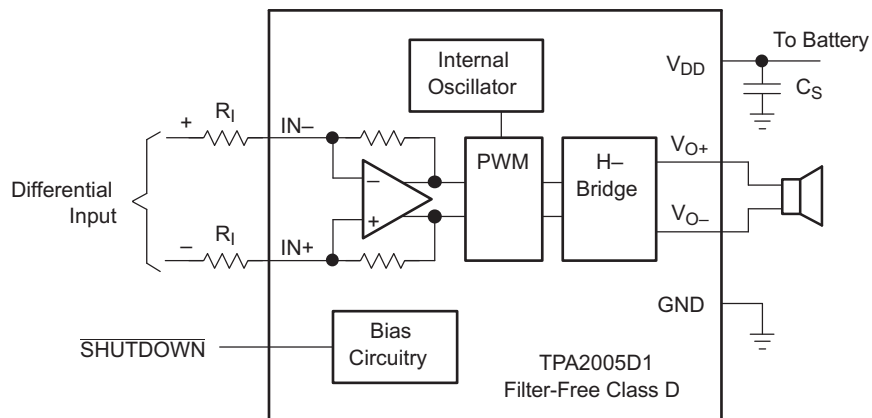 Internal
Oscillator
To Battery
VDD
CS
+ RI IN–
PWM
H–
Bridge
VO+
VO–
Differential
Input
–
+
– RI IN+
GND
SHUTDOWN
Bias
Circuitry
TPA2005D1
Filter-Free Class D